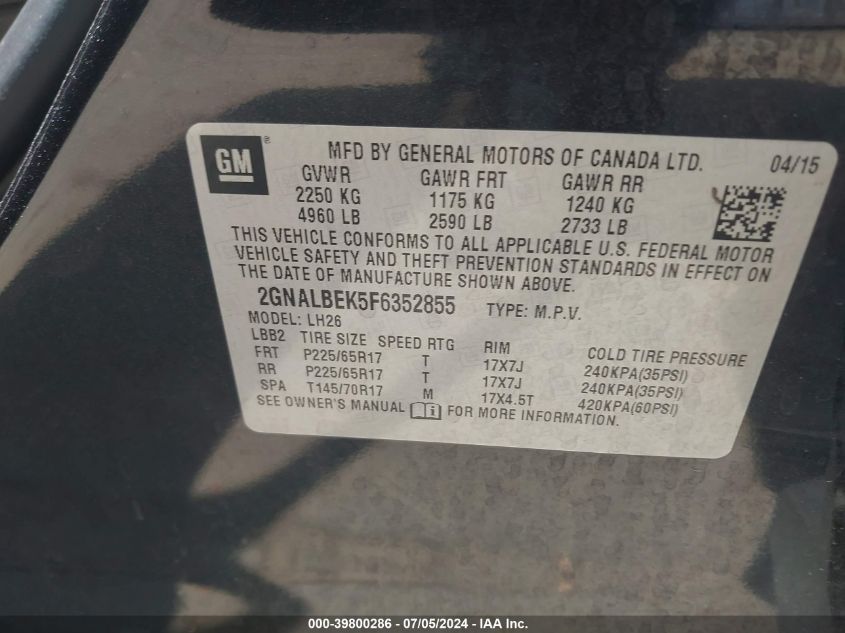 GM ®
MFD BY GENERAL MOTORS OF CANADA LTD. 04/15
GVWR GAWR FRT GAWR RR
2250 KG 1175 KG 1240 KG
4960 LB 2590 LB 2733 LB
THIS VEHICLE CONFORMS TO ALL APPLICABLE U.S. FEDERAL MOTOR
VEHICLE SAFETY AND THEFT PREVENTION STANDARDS IN EFFECT ON
THE DATE OF MANUFACTURE SHOWN ABOVE.
2GNALBEK5F6352855 TYPE: M.P.V.
MODEL: LH26
LBB2 TIRE SIZE SPEED RTG RIM COLD TIRE PRESSURE
FRT P225/65R17 T 17X7J 240KPA(35PSI)
RR P225/65R17 T 17X7J 240KPA(35PSI)
SPA T145/70R17 M 17X4.5T 420KPA(60PSI)
SEE OWNER'S MANUAL FOR MORE INFORMATION.
000-39800286 - 07/05/2024 - IAA Inc.